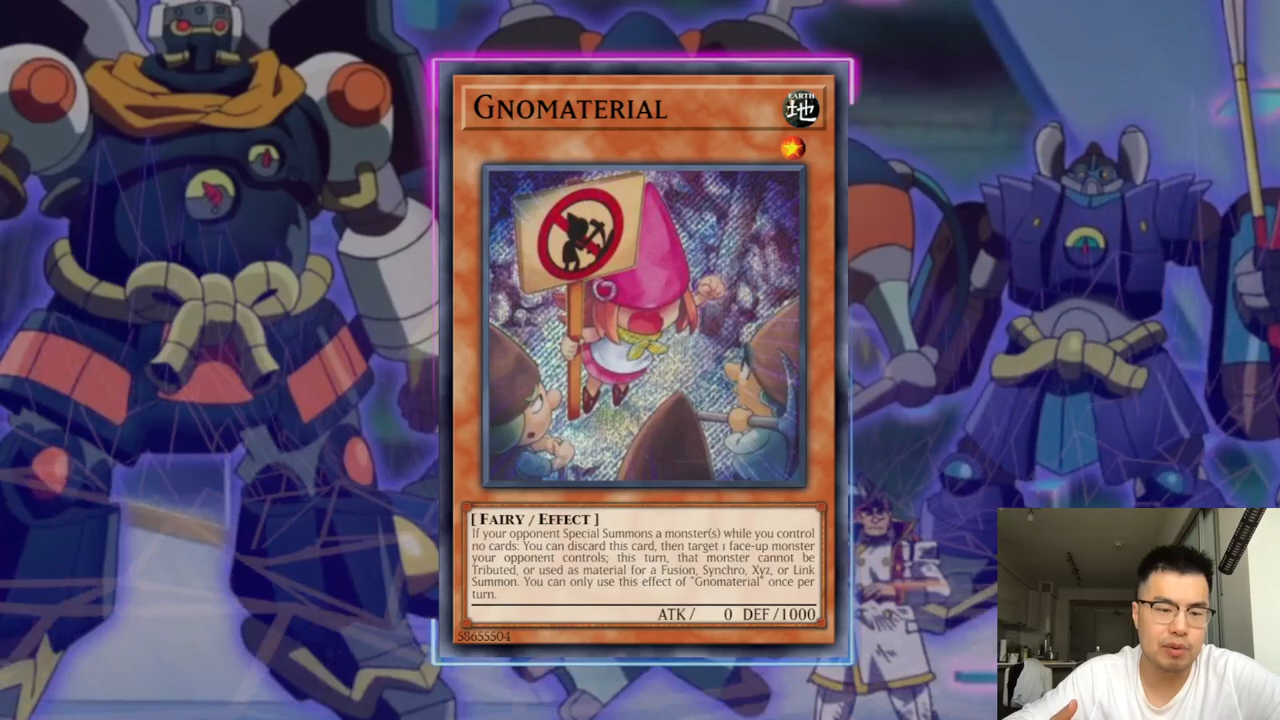 GNOMATERIAL
EARTH
地
[ FAIRY / EFFECT ]
If your opponent Special Summons a monster(s) while you control
no cards: You can discard this card, then target 1 face-up monster
your opponent controls; this turn, that monster cannot be
Tributed, or used as material for a Fusion, Synchro, Xyz, or Link
Summon. You can only use this effect of "Gnomaterial" once per
turn.
ATK/ 0 DEF/1000
58655504